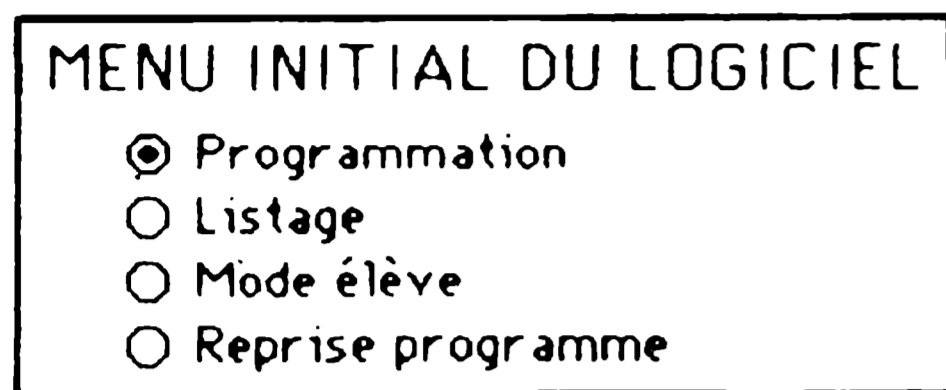 MENU INITIAL DU LOGICIEL
Programmation
Listage
Mode élève
Reprise programme